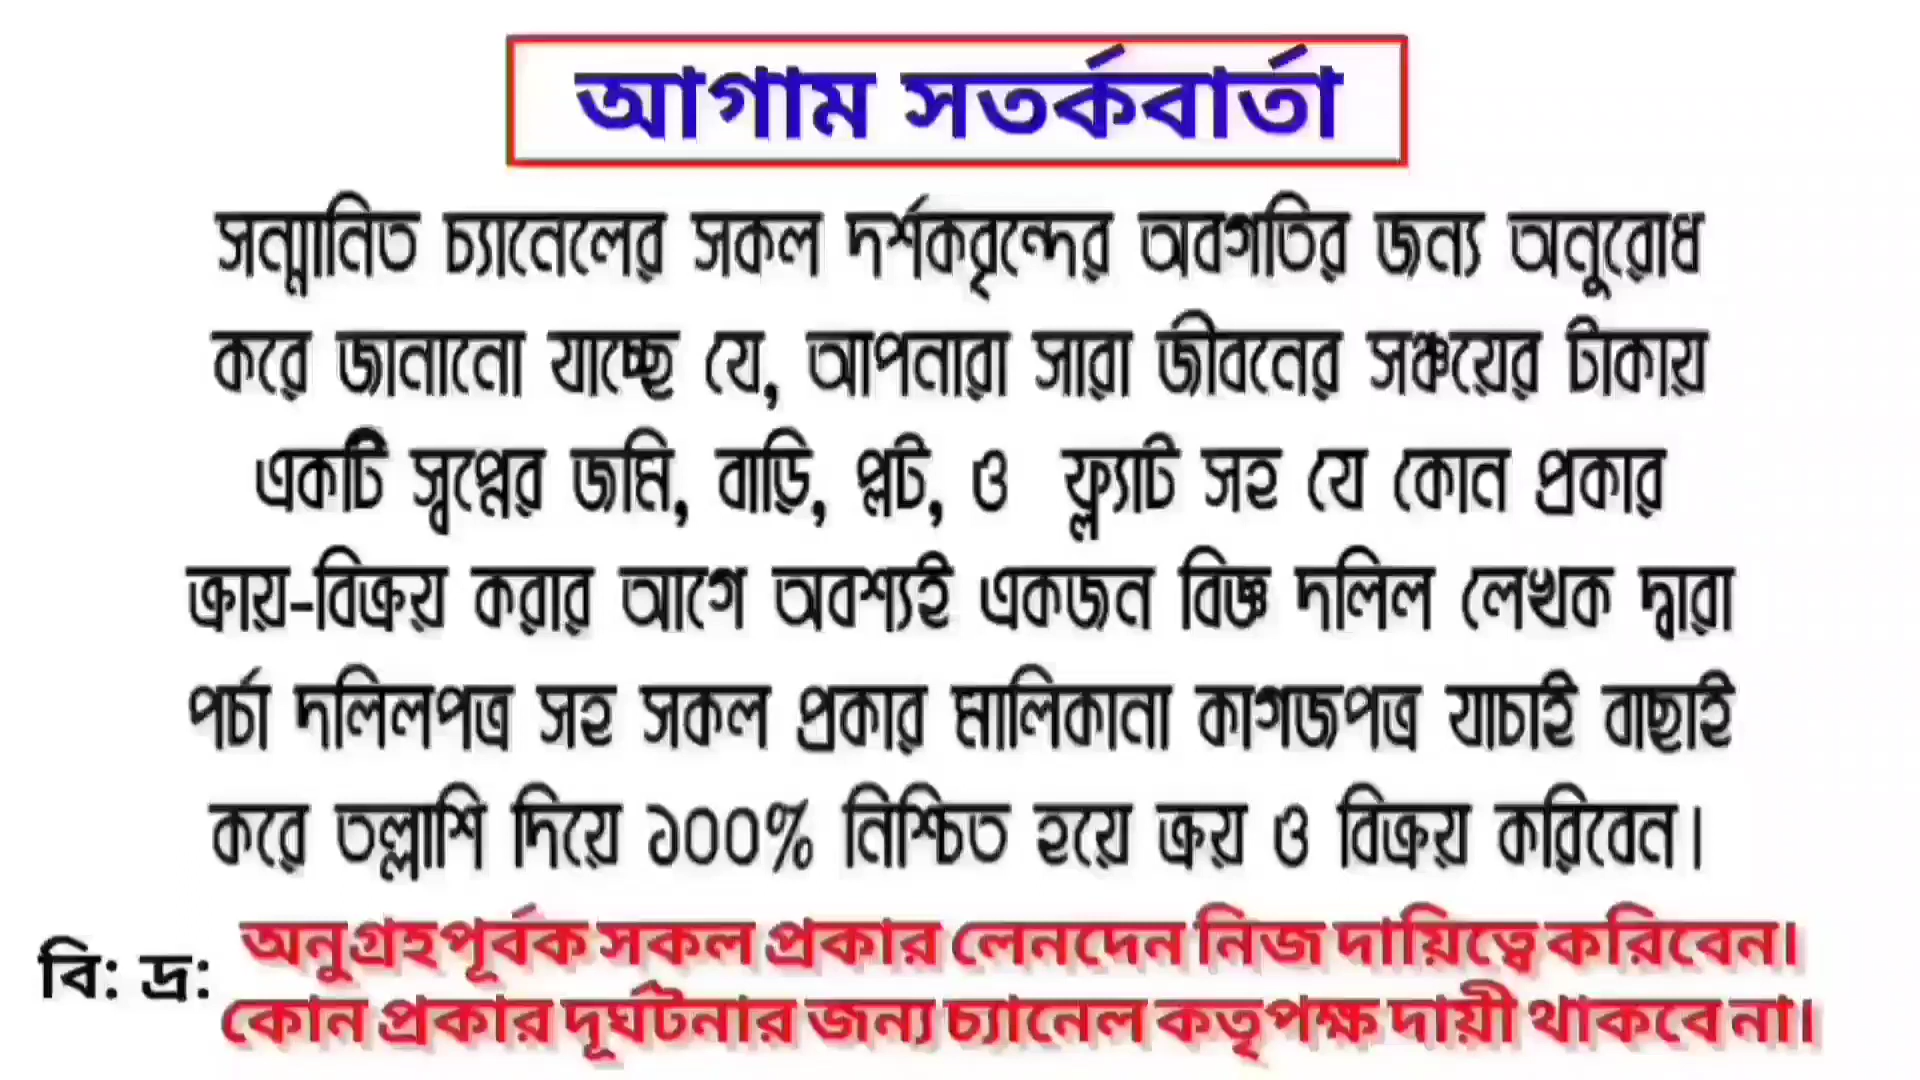 আগাম সতর্কবার্তা
সন্মানিত চ্যানেলের সকল দর্শকবৃন্দের অবগতির জন্য অনুরোধ
করে জানানো যাচ্ছে যে, আপনারা সারা জীবনের সঞ্চয়ের টাকায়
একটি স্বপ্নের জমি, বাড়ি, প্লট, ও ফ্ল্যাট সহ যে কোন প্রকার
ক্রায়-বিক্রয় করার আগে অবশ্যই একজন বিজ্ঞ দলিল লেখক দ্বারা
পর্চা দলিলপত্র সহ সকল প্রকার মালিকানা কাগজপত্র যাচাই বাছাই
করে তল্লাশি দিয়ে ১০০% নিশ্চিত হয়ে ক্রয় ও বিক্রয় করিবেন।
বি: দ্র: অনুগ্রহপূর্বক সকল প্রকার লেনদেন নিজ দায়িত্বে করিবেন।
কোন প্রকার দূর্ঘটনার জন্য চ্যানেল কতৃপক্ষ দায়ী থাকবে না।